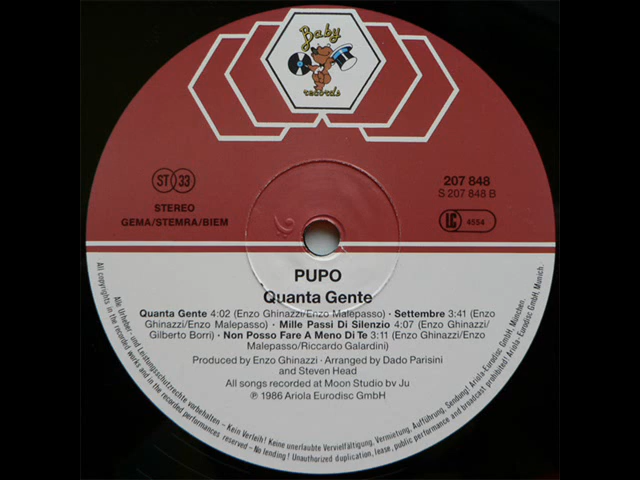 Baby
records
ST 33
STEREO
GEMA/STEMRA/BIEM
207 848
S 207 848 B
LC 4554
PUPO
Quanta Gente
Quanta Gente 4:02 (Enzo Ghinazzi/Enzo Malepasso) · Settembre 3:41 (Enzo
Ghinazzi/Enzo Malepasso) · Mille Passi Di Silenzio 4:07 (Enzo Ghinazzi/
Gilberto Borri) · Non Posso Fare A Meno Di Te 3:11 (Enzo Ghinazzi/Enzo
Malepasso/Riccardo Galardini)
Produced by Enzo Ghinazzi · Arranged by Dado Parisini
and Steven Head
All songs recorded at Moon Studio bv Ju
℗ 1986 Ariola Eurodisc GmbH
Alle Urheber- und Leistungsschutzrechte vorbehalten – Kein Verleih! Keine unerlaubte Vervielfältigung, Vermietung, Aufführung, Sendung! Ariola-Eurodisc GmbH, München.
All copyrights in the recorded works and in the recorded performances reserved – No lending! Unauthorized duplication, lease, public performance and broadcast prohibited! Ariola-Eurodisc GmbH, Munich.